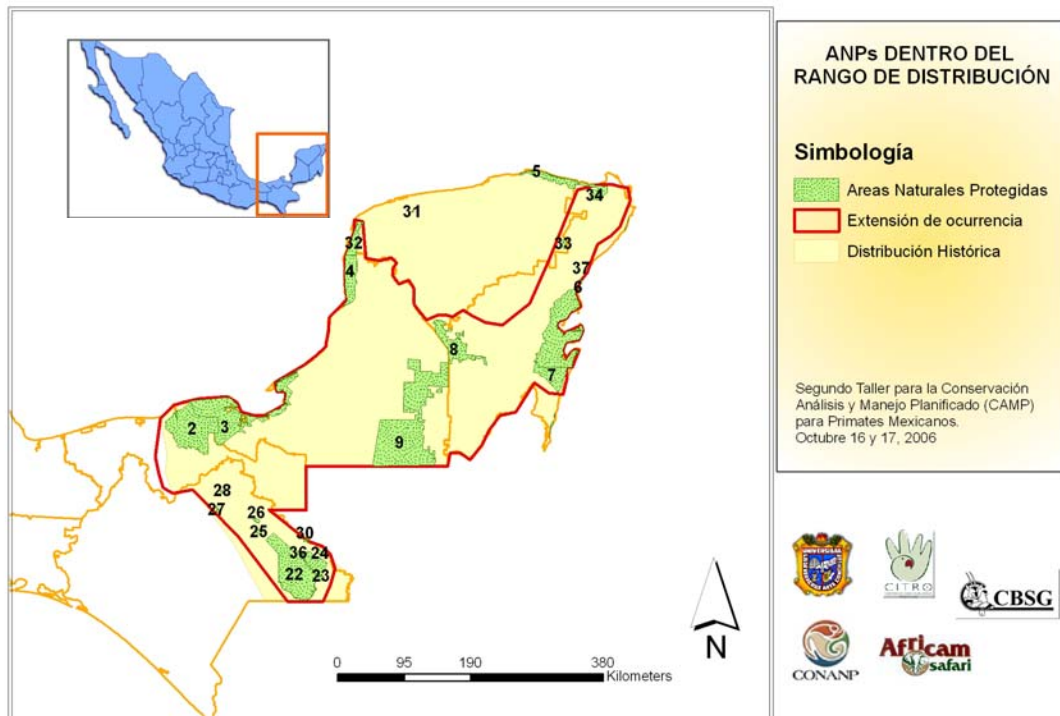 ANPs DENTRO DEL
RANGO DE DISTRIBUCIÓN
Simbología
Areas Naturales Protegidas
Extensión de ocurrencia
Distribución Histórica
Segundo Taller para la Conservación
Análisis y Manejo Planificado (CAMP)
para Primates Mexicanos.
Octubre 16 y 17, 2006
5
34
31
32
33
4
37
6
8
7
2
3
9
28
27
26
25
30
36
24
22
23
N
0 95 190 380
Kilometers
CITRO
CBSG
CONANP
Africam
safari